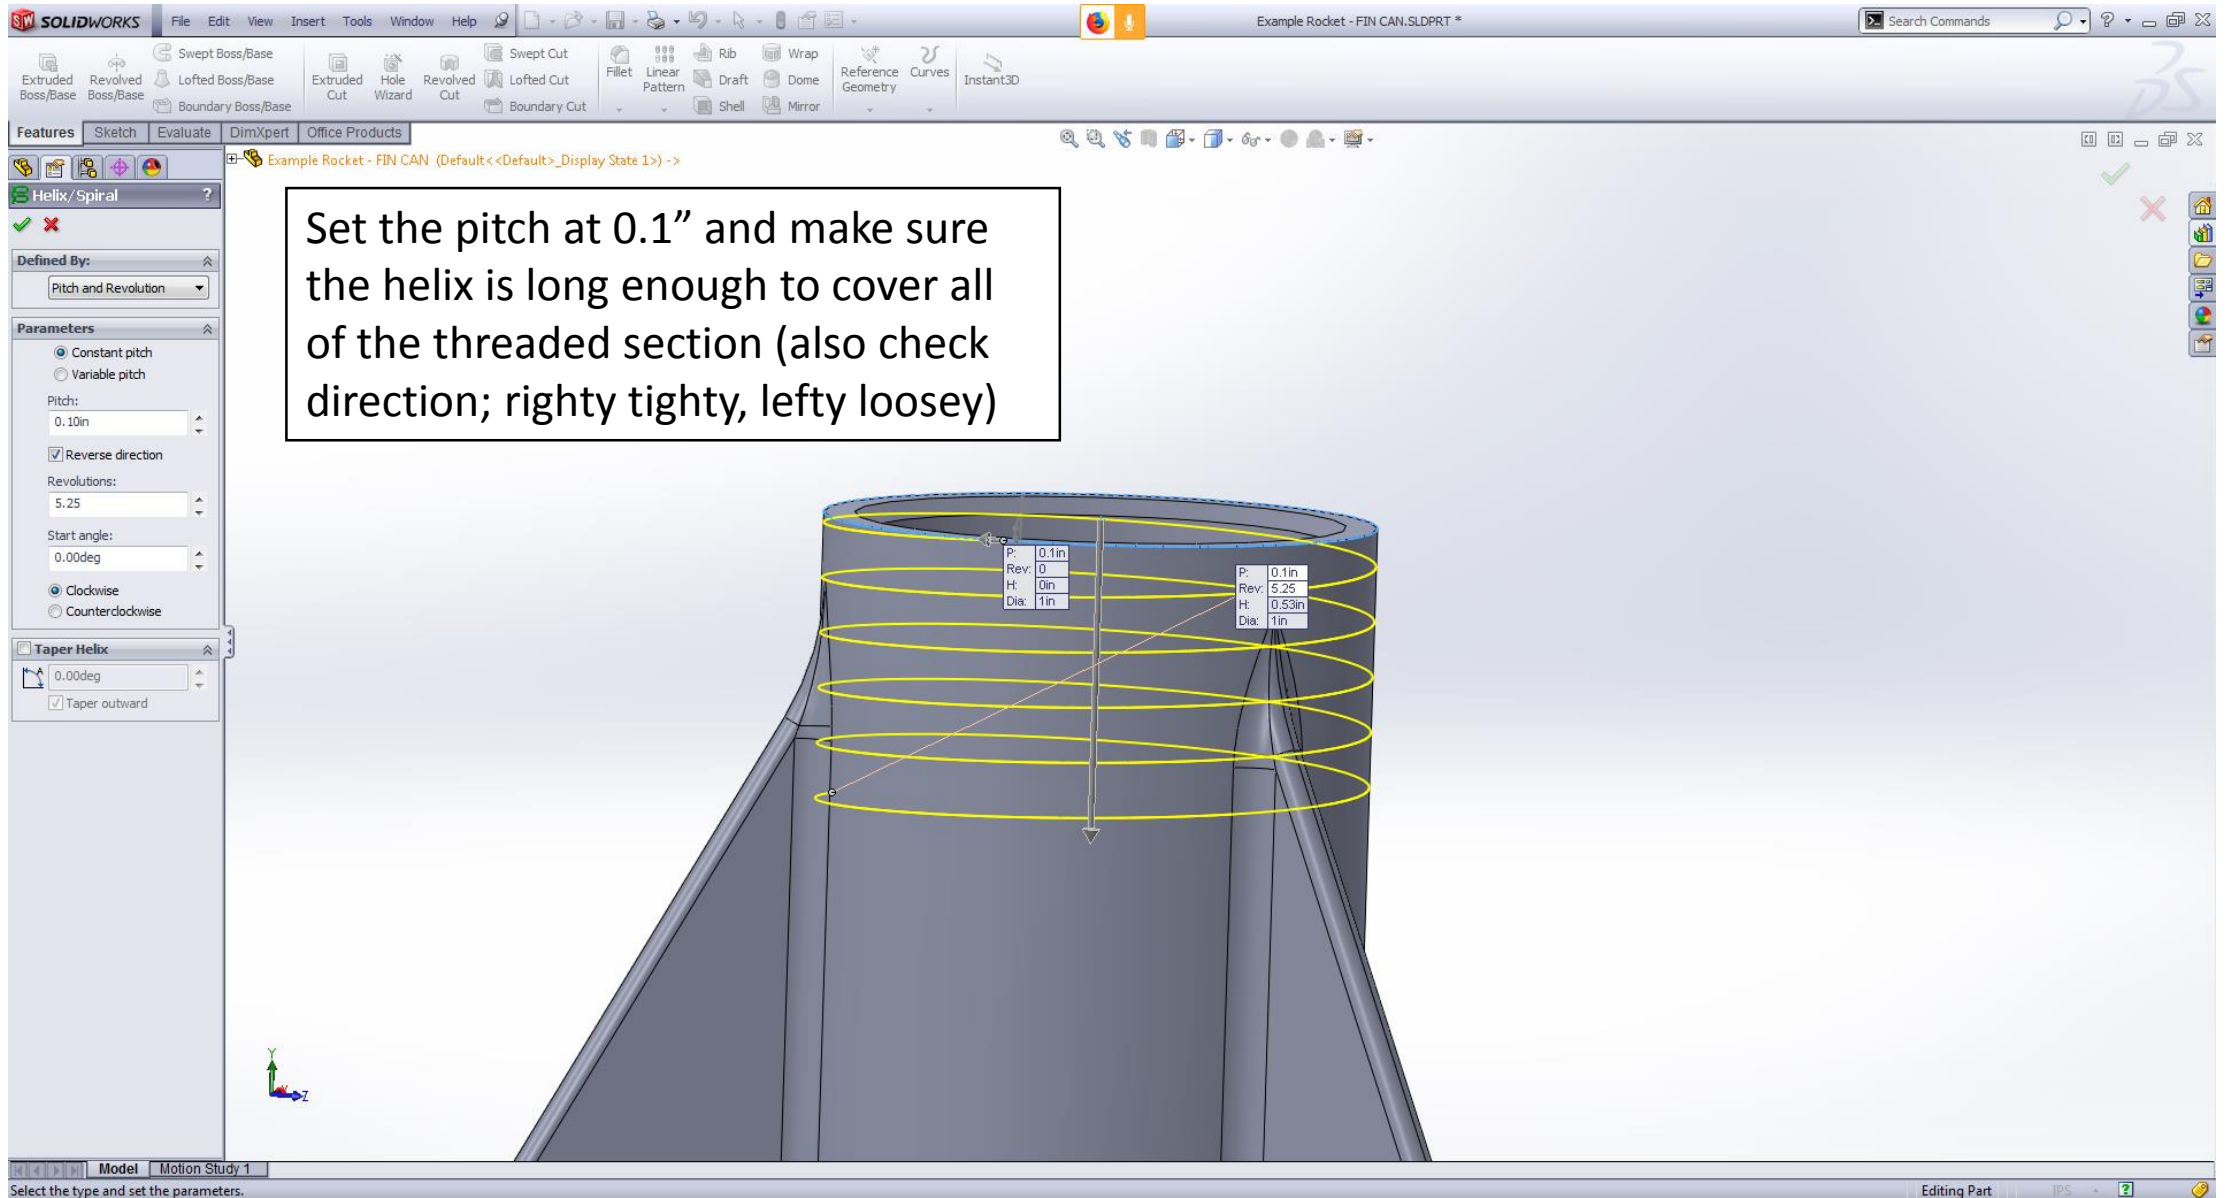 SW SOLIDWORKS File Edit View Insert Tools Window Help
Example Rocket - FIN CAN.SLDPRT *
Search Commands
Extruded Boss/Base
Revolved Boss/Base
Swept Boss/Base
Lofted Boss/Base
Boundary Boss/Base
Extruded Cut
Hole Wizard
Revolved Cut
Swept Cut
Lofted Cut
Boundary Cut
Fillet
Linear Pattern
Rib
Draft
Shell
Wrap
Dome
Mirror
Reference Geometry
Curves
Instant3D
Features Sketch Evaluate DimXpert Office Products
Example Rocket - FIN CAN (Default<<Default>_Display State 1>) ->
Helix/Spiral ?
Defined By:
Pitch and Revolution
Parameters
Constant pitch
Variable pitch
Pitch:
0.10in
Reverse direction
Revolutions:
5.25
Start angle:
0.00deg
Clockwise
Counterclockwise
Taper Helix
0.00deg
Taper outward
Set the pitch at 0.1” and make sure
the helix is long enough to cover all
of the threaded section (also check
direction; righty tighty, lefty loosey)
P: 0.1in
Rev: 0
H: 0in
Dia: 1in
P: 0.1in
Rev: 5.25
H: 0.53in
Dia: 1in
Y
Z
Model Motion Study 1
Select the type and set the parameters.
Editing Part
IPS